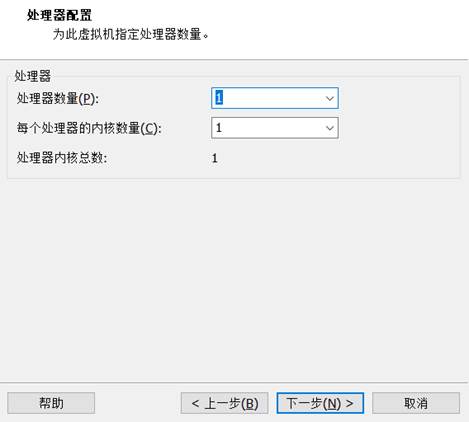 处理器配置
为此虚拟机指定处理器数量。
处理器
处理器数量(P): 1
每个处理器的内核数量(C): 1
处理器内核总数: 1
帮助 < 上一步(B) 下一步(N) > 取消